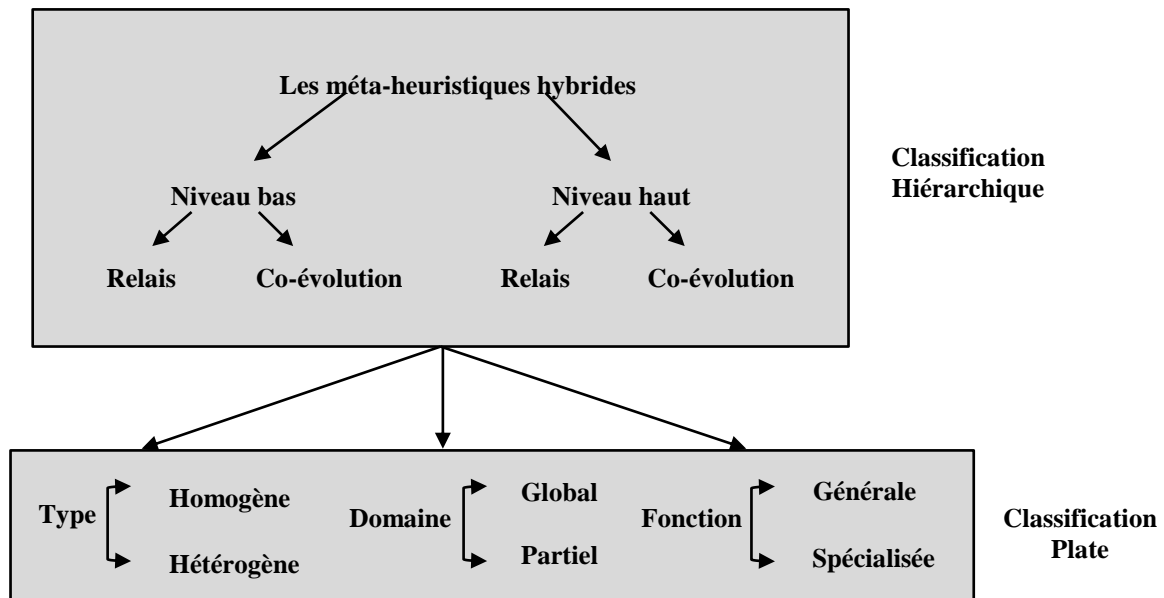 Les méta-heuristiques hybrides
Classification
Hiérarchique
Niveau bas
Niveau haut
Relais
Co-évolution
Relais
Co-évolution
Type
Homogène
Hétérogène
Domaine
Global
Partiel
Fonction
Générale
Spécialisée
Classification
Plate